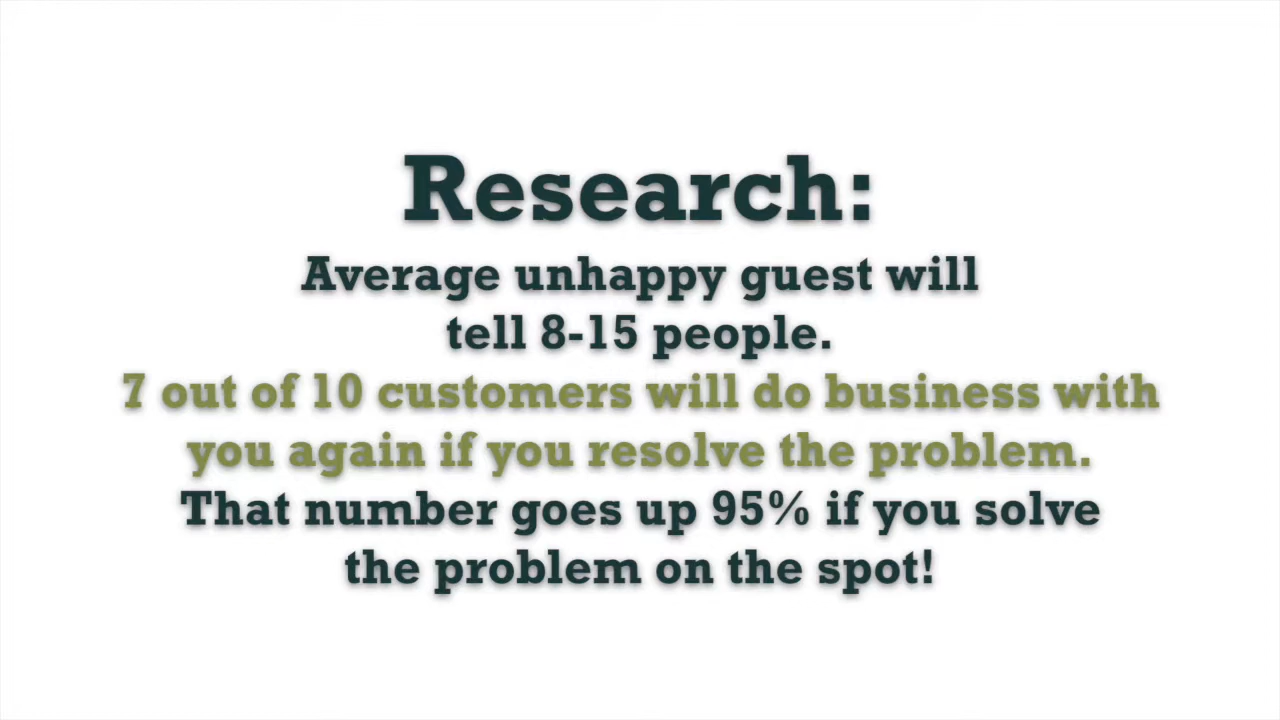 Research:
Average unhappy guest will
tell 8-15 people.
7 out of 10 customers will do business with
you again if you resolve the problem.
That number goes up 95% if you solve
the problem on the spot!